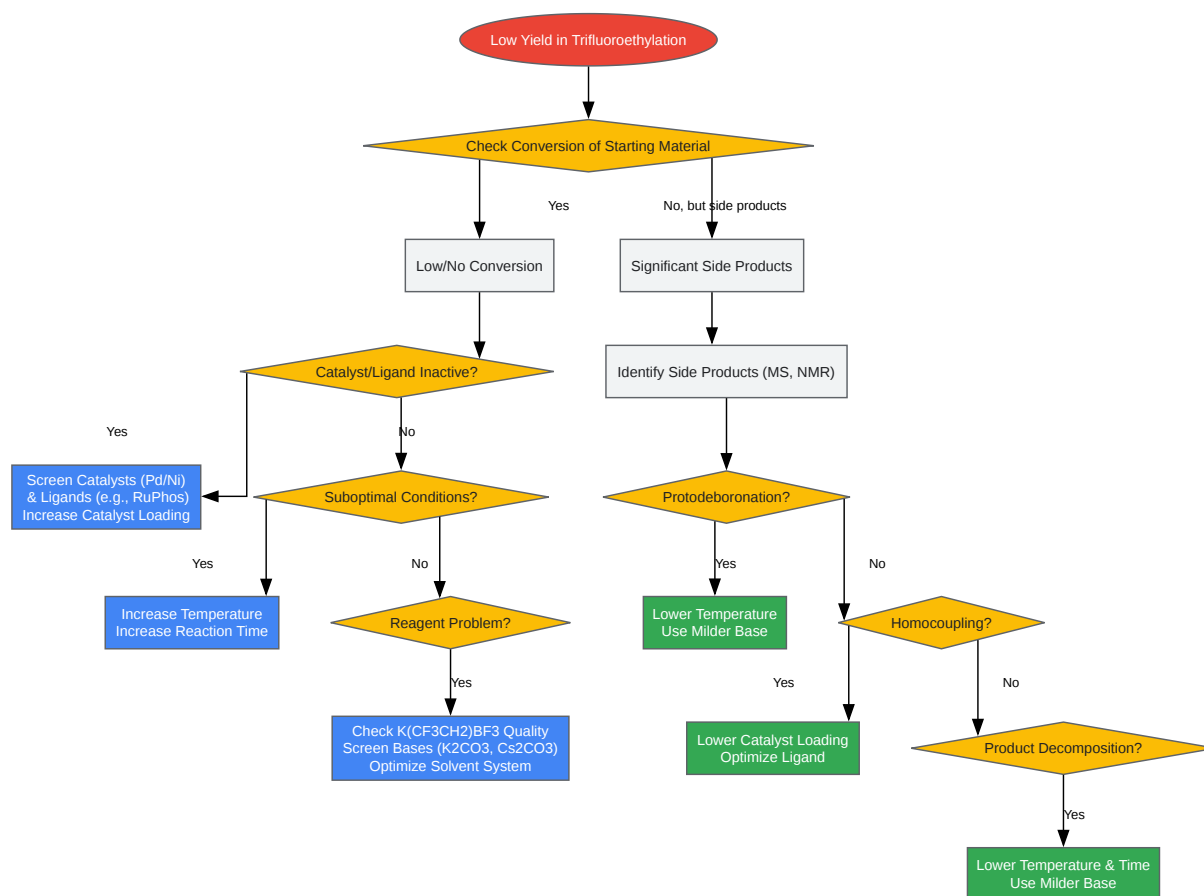 Low Yield in Trifluoroethylation
Check Conversion of Starting Material
Yes
No, but side products
Low/No Conversion
Significant Side Products
Catalyst/Ligand Inactive?
Identify Side Products (MS, NMR)
Yes
No
Screen Catalysts (Pd/Ni)
& Ligands (e.g., RuPhos)
Increase Catalyst Loading
Suboptimal Conditions?
Protodeboronation?
Yes
No
Yes
No
Increase Temperature
Increase Reaction Time
Reagent Problem?
Lower Temperature
Use Milder Base
Homocoupling?
Yes
Yes
No
Check K(CF3CH2)BF3 Quality
Screen Bases (K2CO3, Cs2CO3)
Optimize Solvent System
Lower Catalyst Loading
Optimize Ligand
Product Decomposition?
Yes
Lower Temperature & Time
Use Milder Base